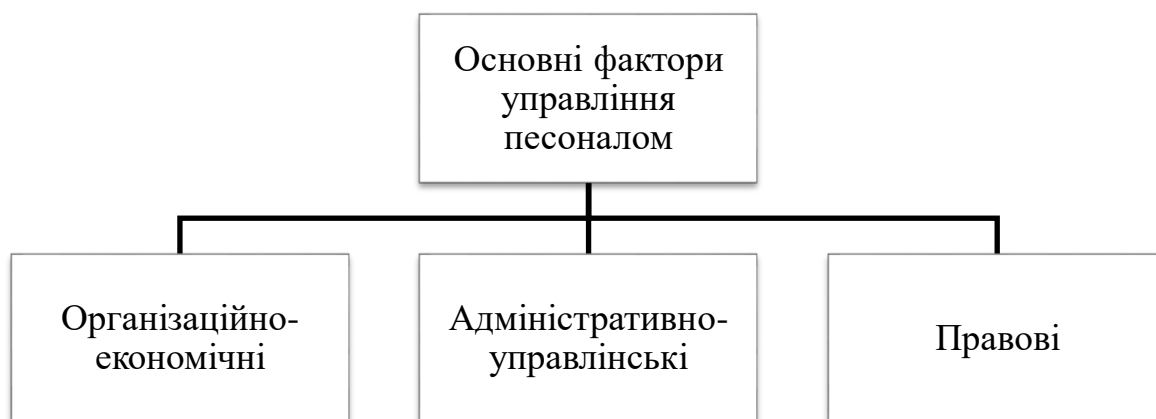 Основні фактори
управління
песоналом
Організаційно-
економічні
Адміністративно-
управлінські
Правові